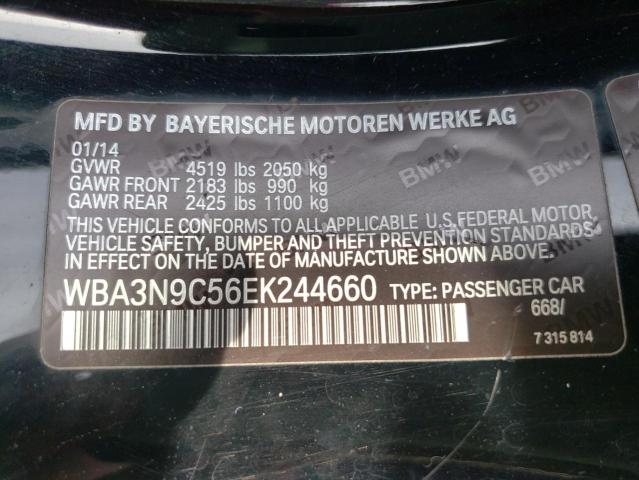 MFD BY BAYERISCHE MOTOREN WERKE AG
01/14
GVWR 4519 lbs 2050 kg
GAWR FRONT 2183 lbs 990 kg
GAWR REAR 2425 lbs 1100 kg
THIS VEHICLE CONFORMS TO ALL APPLICABLE U.S. FEDERAL MOTOR
VEHICLE SAFETY, BUMPER AND THEFT PREVENTION STANDARDS
IN EFFECT ON THE DATE OF MANUFACTURE SHOWN ABOVE.
WBA3N9C56EK244660 TYPE: PASSENGER CAR
668/
7 315 814